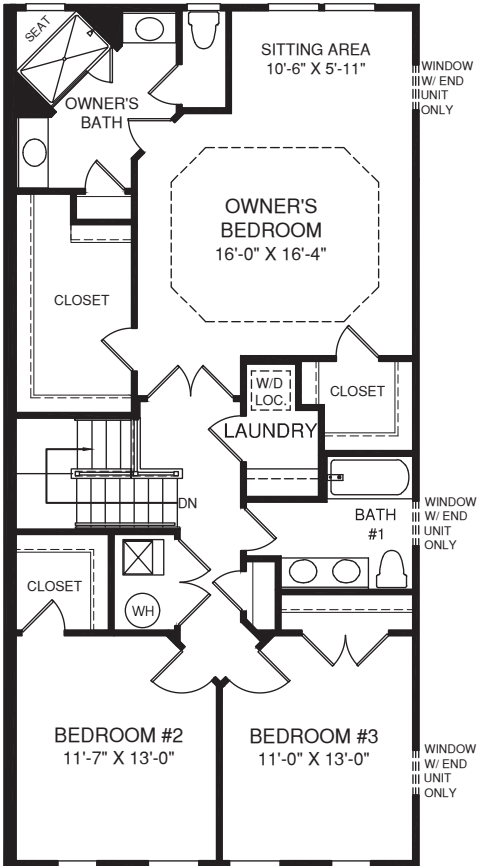 SEAT
SITTING AREA
10'-6" X 5'-11"
WINDOW
W/ END
UNIT
ONLY
OWNER'S
BATH
OWNER'S
BEDROOM
16'-0" X 16'-4"
CLOSET
W/D
LOC.
CLOSET
LAUNDRY
DN
BATH
#1
WINDOW
W/ END
UNIT
ONLY
CLOSET
WH
BEDROOM #2
11'-7" X 13'-0"
BEDROOM #3
11'-0" X 13'-0"
WINDOW
W/ END
UNIT
ONLY